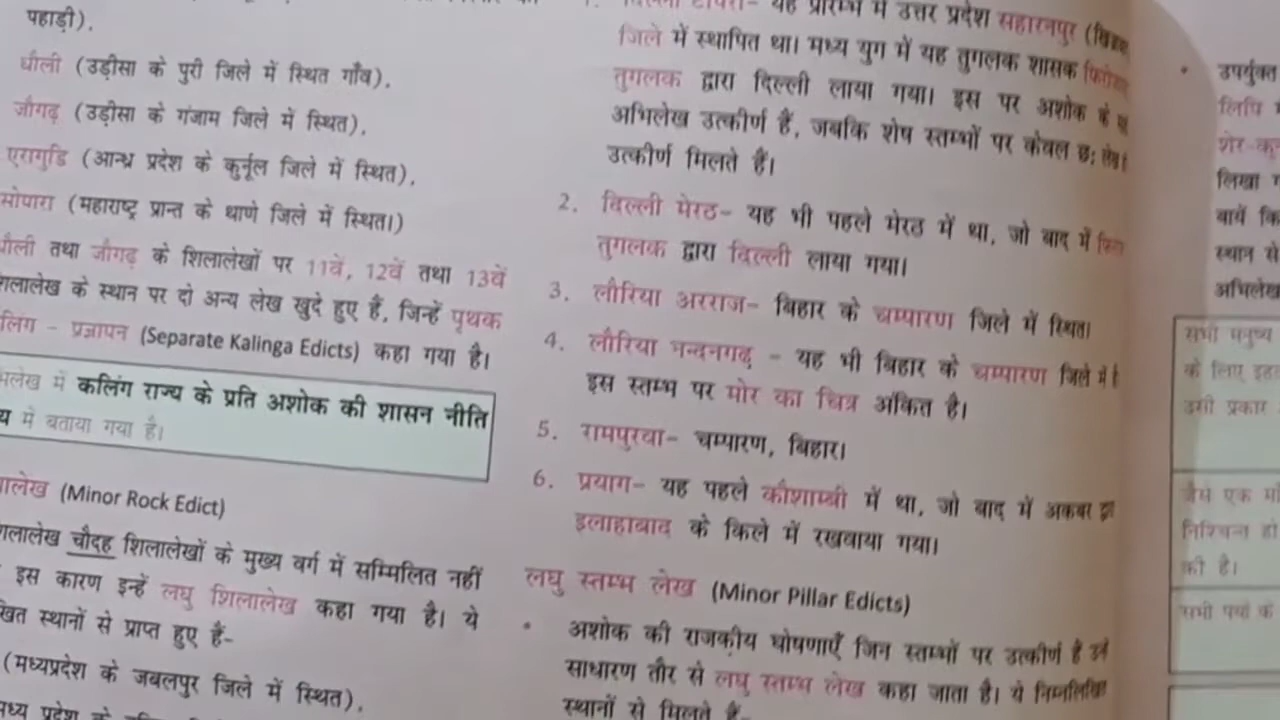 पहाड़ी),
धौली (उड़ीसा के पुरी जिले में स्थित गाँव),
जौगढ़ (उड़ीसा के गंजाम जिले में स्थित),
एरागुडि (आन्ध्र प्रदेश के कुर्नूल जिले में स्थित),
सोपारा (महाराष्ट्र प्रान्त के थाणे जिले में स्थित।)
धौली तथा जौगढ़ के शिलालेखों पर 11वें, 12वें तथा 13वें
शिलालेख के स्थान पर दो अन्य लेख खुदे हुए हैं, जिन्हें पृथक
कलिंग - प्रज्ञापन (Separate Kalinga Edicts) कहा गया है।
में कलिंग राज्य के प्रति अशोक की शासन नीति
में बताया गया है।
(Minor Rock Edict)
शिलालेख चौदह शिलालेखों के मुख्य वर्ग में सम्मिलित नहीं
इस कारण इन्हें लघु शिलालेख कहा गया है। ये
स्थानों से प्राप्त हुए हैं-
(मध्यप्रदेश के जबलपुर जिले में स्थित),
यह प्रारम्भ में उत्तर प्रदेश सहारनपुर
जिले में स्थापित था। मध्य युग में यह तुगलक शासक
तुगलक द्वारा दिल्ली लाया गया। इस पर अशोक के
अभिलेख उत्कीर्ण हैं, जबकि शेष स्तम्भों पर केवल छः लेख
उत्कीर्ण मिलते हैं।
2. दिल्ली मेरठ- यह भी पहले मेरठ में था, जो बाद में
तुगलक द्वारा दिल्ली लाया गया।
3. लौरिया अरराज- बिहार के चम्पारण जिले में स्थित।
4. लौरिया नन्दनगढ़ - यह भी बिहार के चम्पारण जिले में है
इस स्तम्भ पर मोर का चित्र अंकित है।
5. रामपुरवा- चम्पारण, बिहार।
6. प्रयाग- यह पहले कौशाम्बी में था, जो बाद में अकबर
इलाहाबाद के किले में रखवाया गया।
लघु स्तम्भ लेख (Minor Pillar Edicts)
• अशोक की राजकीय घोषणाएँ जिन स्तम्भों पर उत्कीर्ण है उन्हें
साधारण तौर से लघु स्तम्भ लेख कहा जाता है। ये निम्नलिखित
स्थानों से मिलते हैं-
• उपर्युक्त
लिपि
लिखा
बायें
स्थान से
अभिलेख
सभी मनुष्य
के लिए
उसी प्रकार
जैसे एक
निश्चिन्त हो
की है।